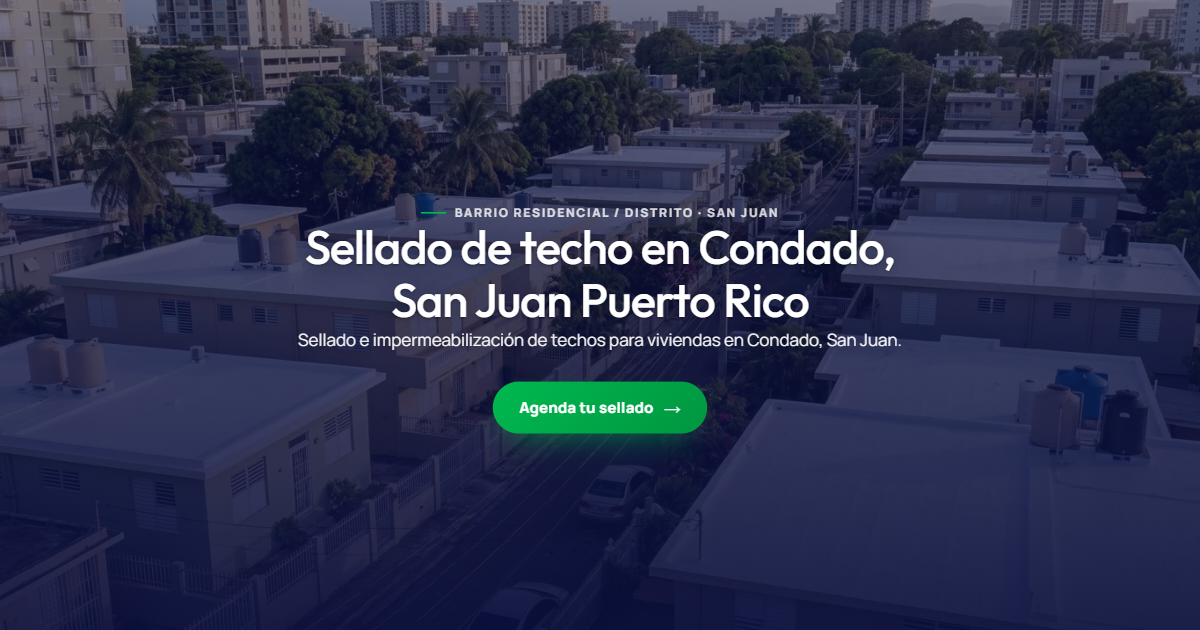 BARRIO RESIDENCIAL / DISTRITO · SAN JUAN
Sellado de techo en Condado,
San Juan Puerto Rico
Sellado e impermeabilización de techos para viviendas en Condado, San Juan.
Agenda tu sellado →